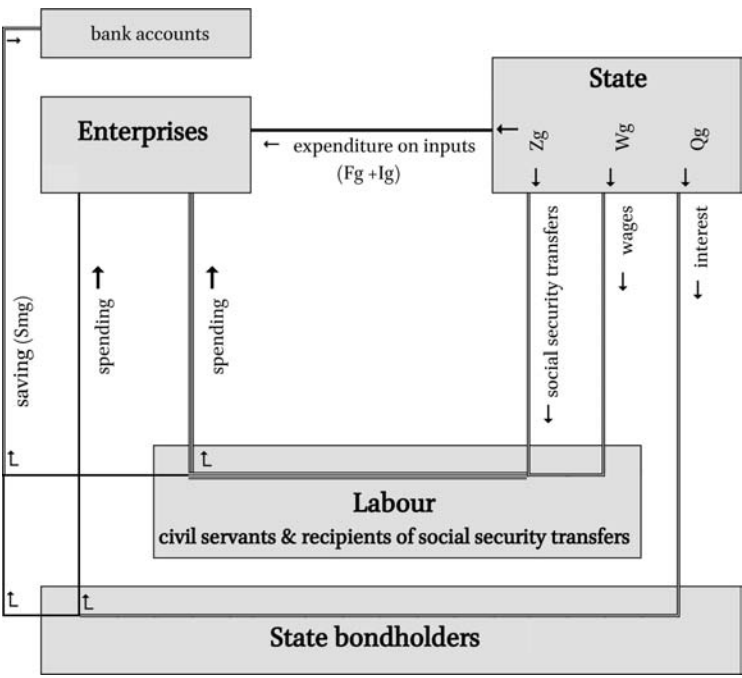 bank accounts
State
Enterprises
expenditure on inputs
(Fg +Ig)
Zg
Wg
Qg
social security transfers
wages
interest
saving (Smg)
spending
spending
Labour
civil servants & recipients of social security transfers
State bondholders